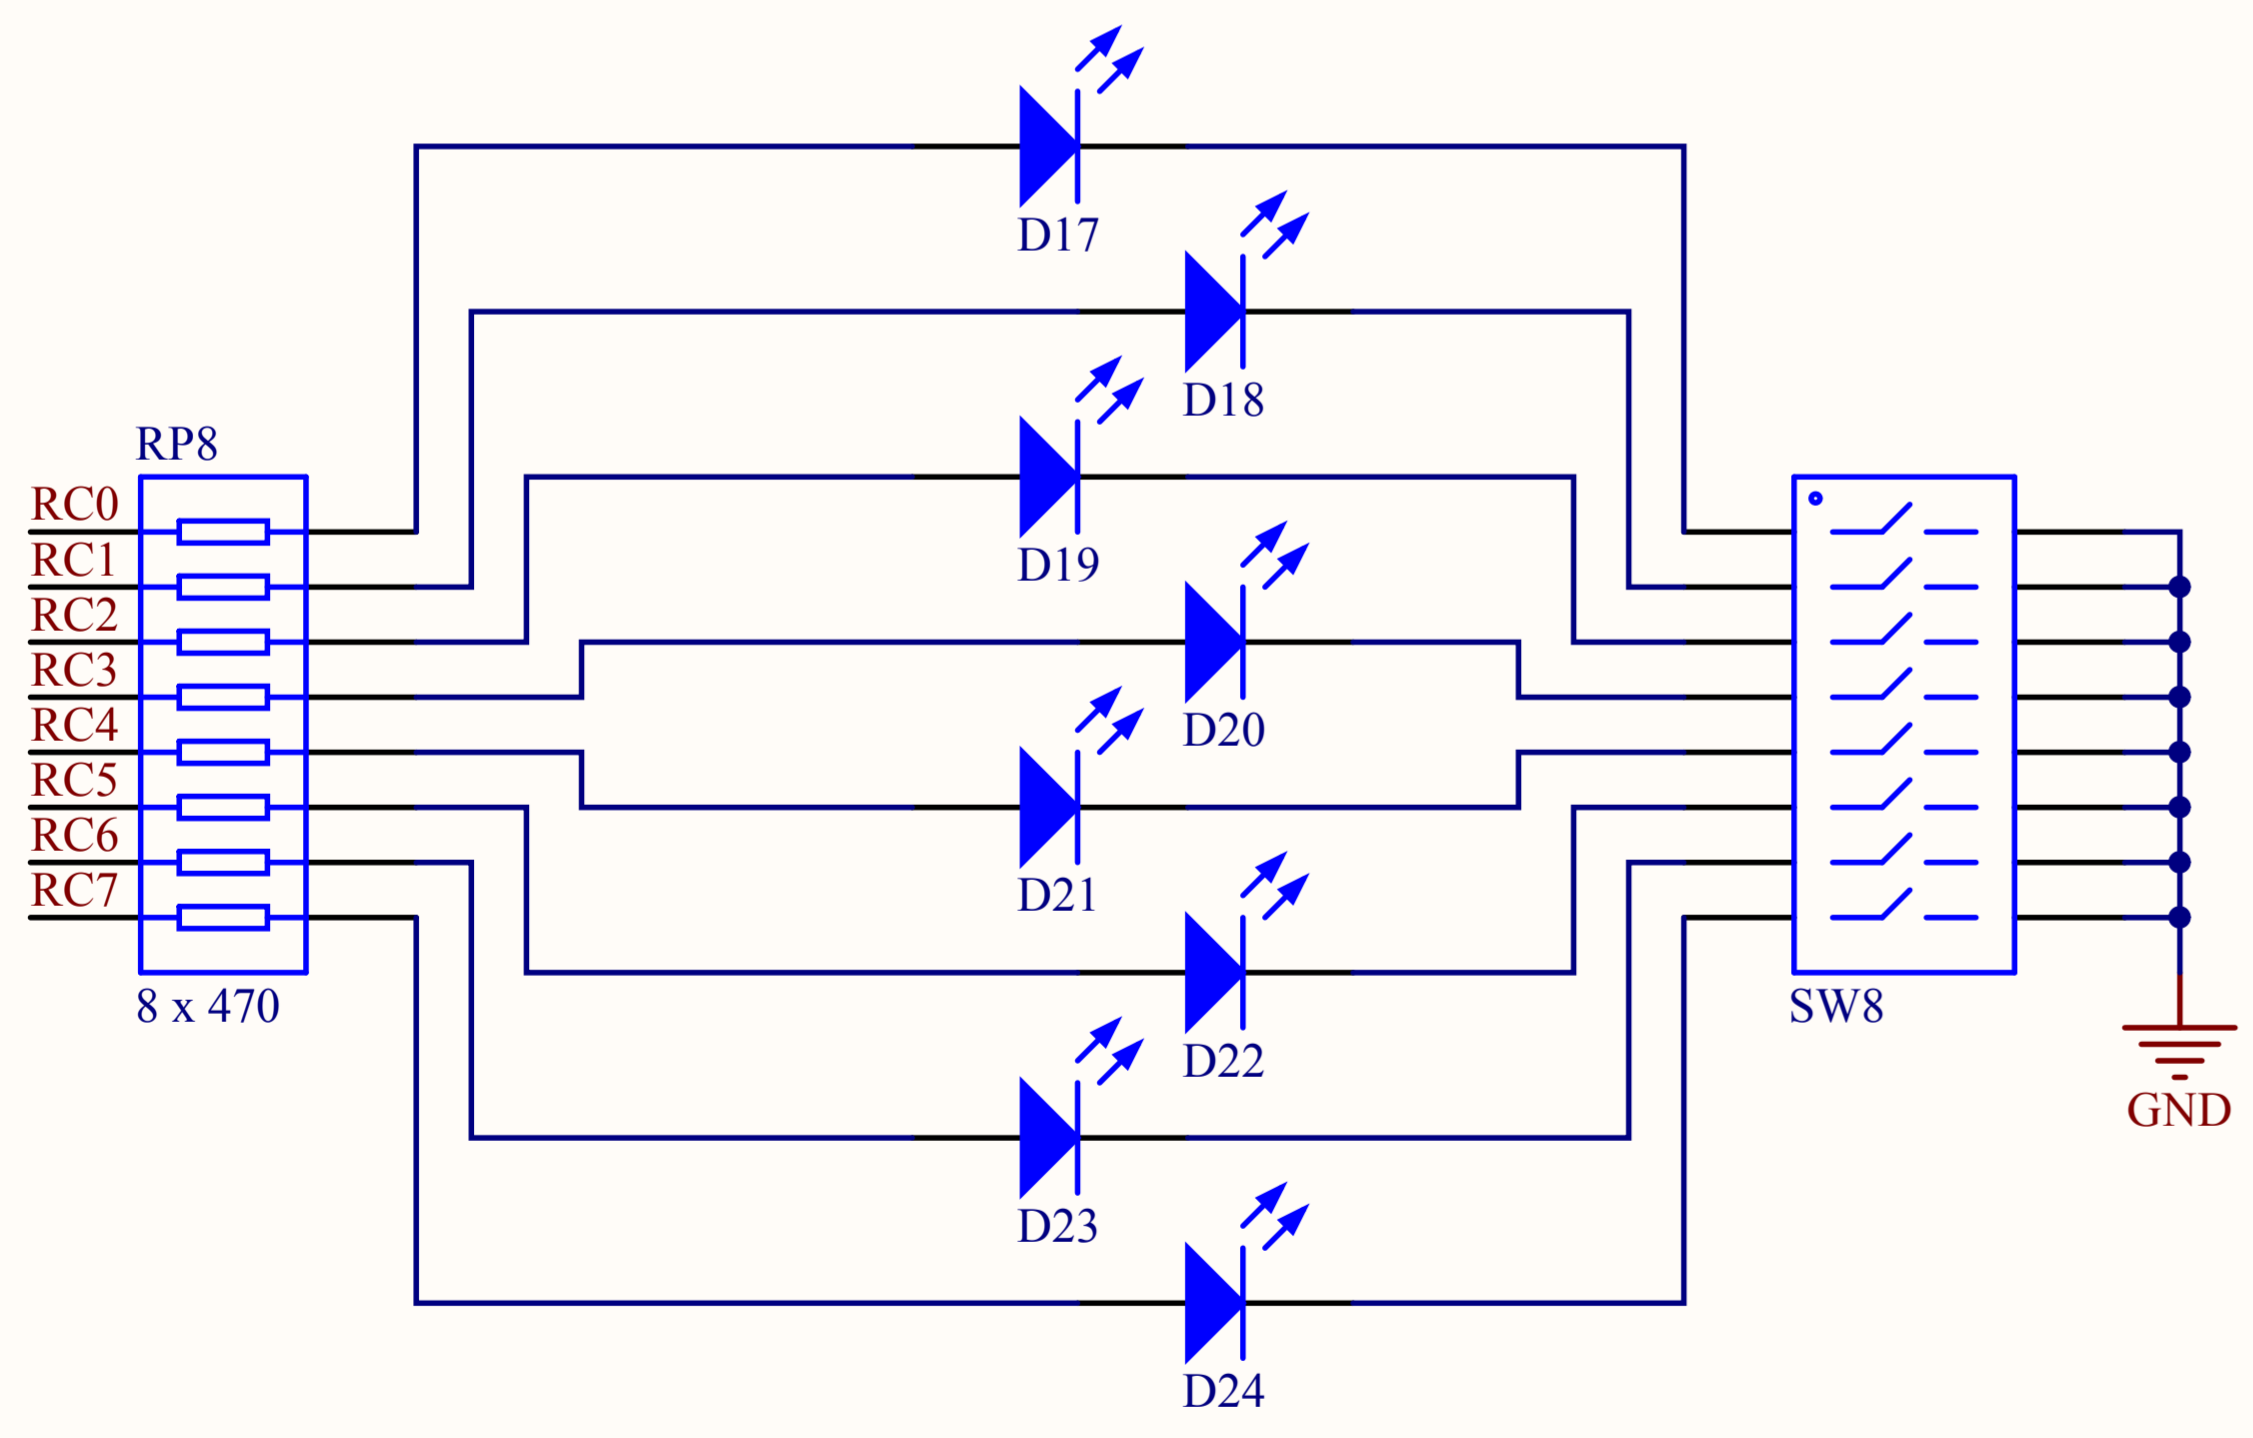 D17
D18
RP8
D19
RC0
RC1
RC2
RC3
RC4
RC5
RC6
RC7
D20
D21
8 x 470
SW8
D22
GND
D23
D24